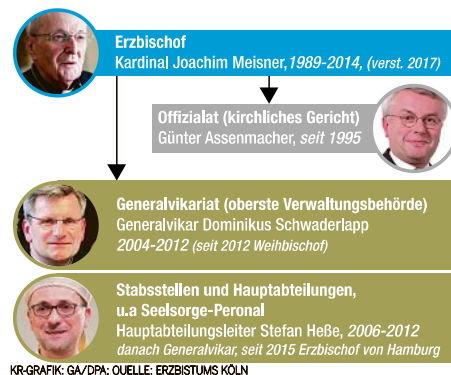 Erzbischof
Kardinal Joachim Meisner, 1989-2014, (verst. 2017)
Offizialat (kirchliches Gericht)
Günter Assenmacher, seit 1995
Generalvikariat (oberste Verwaltungsbehörde)
Generalvikar Dominikus Schwaderlapp
2004-2012 (seit 2012 Weihbischof)
Stabsstellen und Hauptabteilungen,
u.a Seelsorge-Peronal
Hauptabteilungsleiter Stefan Heße, 2006-2012
danach Generalvikar, seit 2015 Erzbischof von Hamburg
KR-GRAFIK: GA/DPA; QUELLE: ERZBISTUMS KÖLN